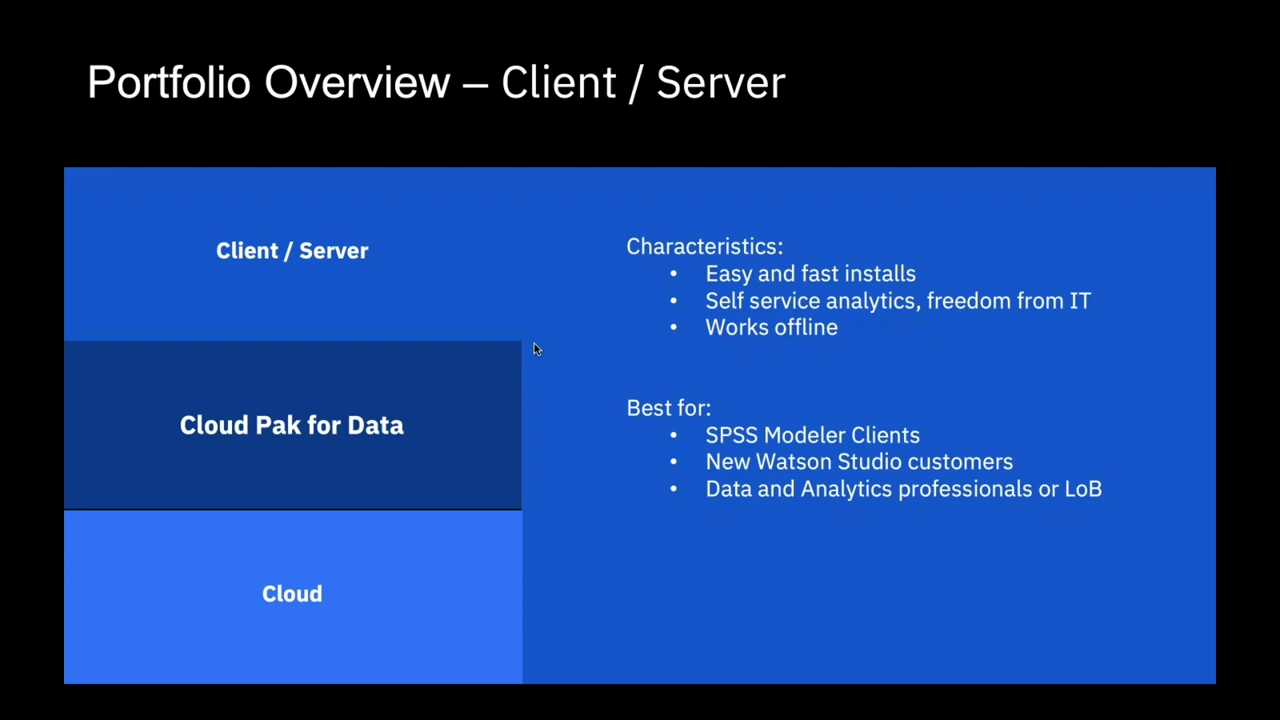 Portfolio Overview – Client / Server
Client / Server
Cloud Pak for Data
Cloud
Characteristics:
• Easy and fast installs
• Self service analytics, freedom from IT
• Works offline
Best for:
• SPSS Modeler Clients
• New Watson Studio customers
• Data and Analytics professionals or LoB